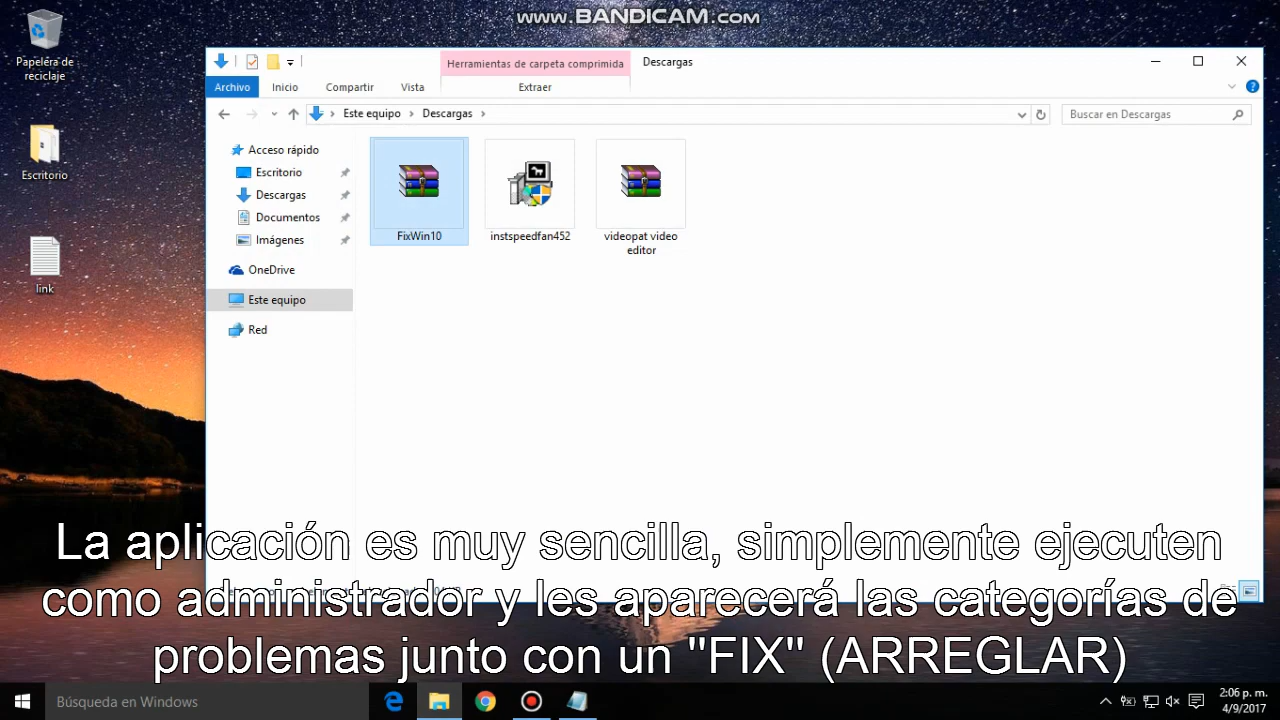 www.BANDICAM.com
Papelera de
reciclaje
Escritorio
link
Herramientas de carpeta comprimida
Descargas
Archivo
Inicio
Compartir
Vista
Extraer
Este equipo
Descargas
Buscar en Descargas
Acceso rápido
Escritorio
Descargas
Documentos
Imágenes
OneDrive
Este equipo
Red
FixWin10
instspeedfan452
videopat video
editor
La aplicación es muy sencilla, simplemente ejecuten
como administrador y les aparecerá las categorías de
problemas junto con un "FIX" (ARREGLAR)
Búsqueda en Windows
2:06 p. m.
4/9/2017